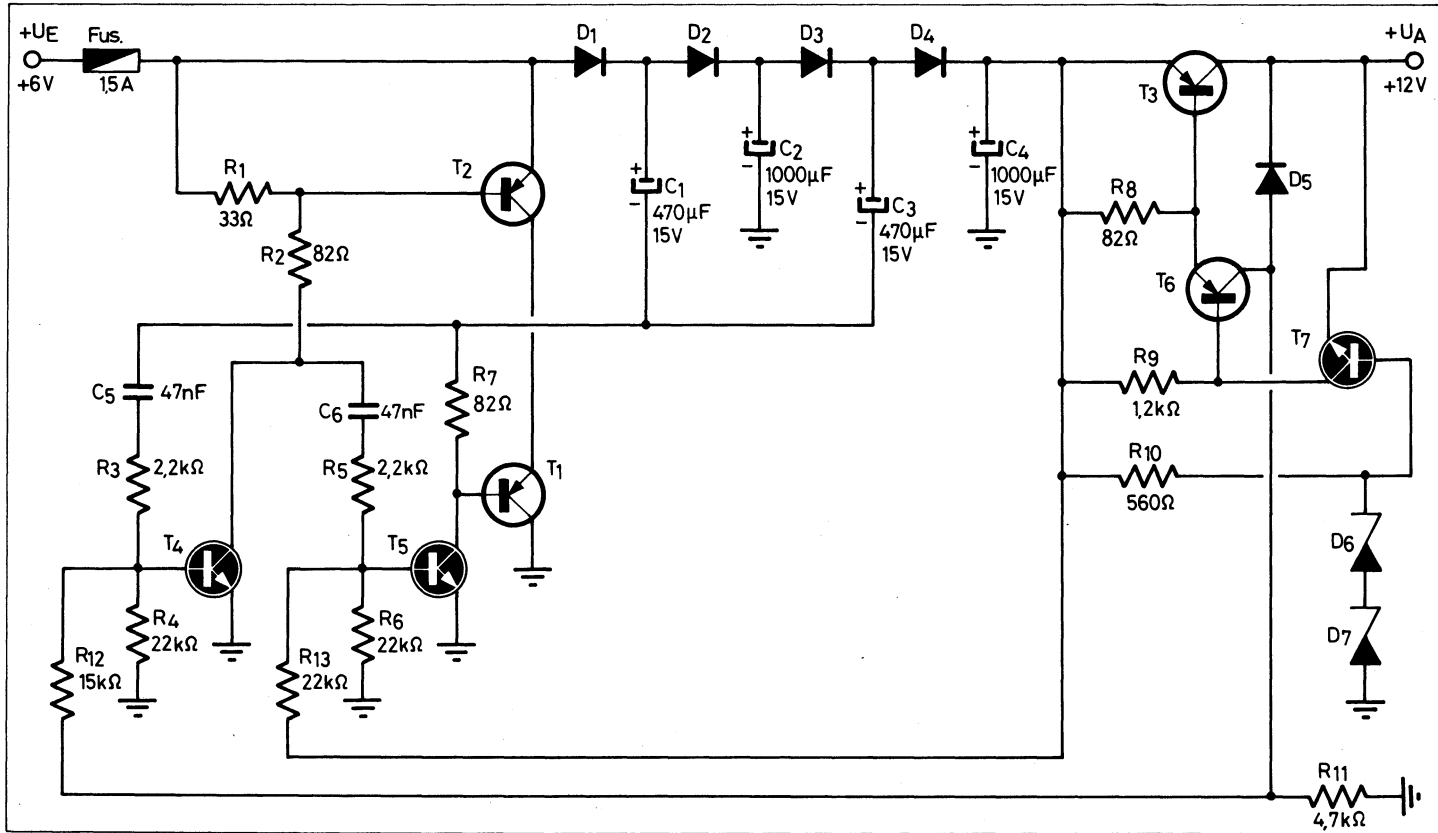 +UE
+6V
Fus.
1,5A
D1
D2
D3
D4
+UA
+12V
T3
R1
33Ω
T2
+
-
C1
470µF
15V
+
-
C2
1000µF
15V
+
-
C3
470µF
15V
+
-
C4
1000µF
15V
R8
82Ω
D5
R2
82Ω
T6
T7
C5
47nF
C6
47nF
R7
82Ω
R9
1,2kΩ
R3
2,2kΩ
R5
2,2kΩ
T1
R10
560Ω
T4
T5
D6
R4
22kΩ
R6
22kΩ
D7
R12
15kΩ
R13
22kΩ
R11
4,7kΩ